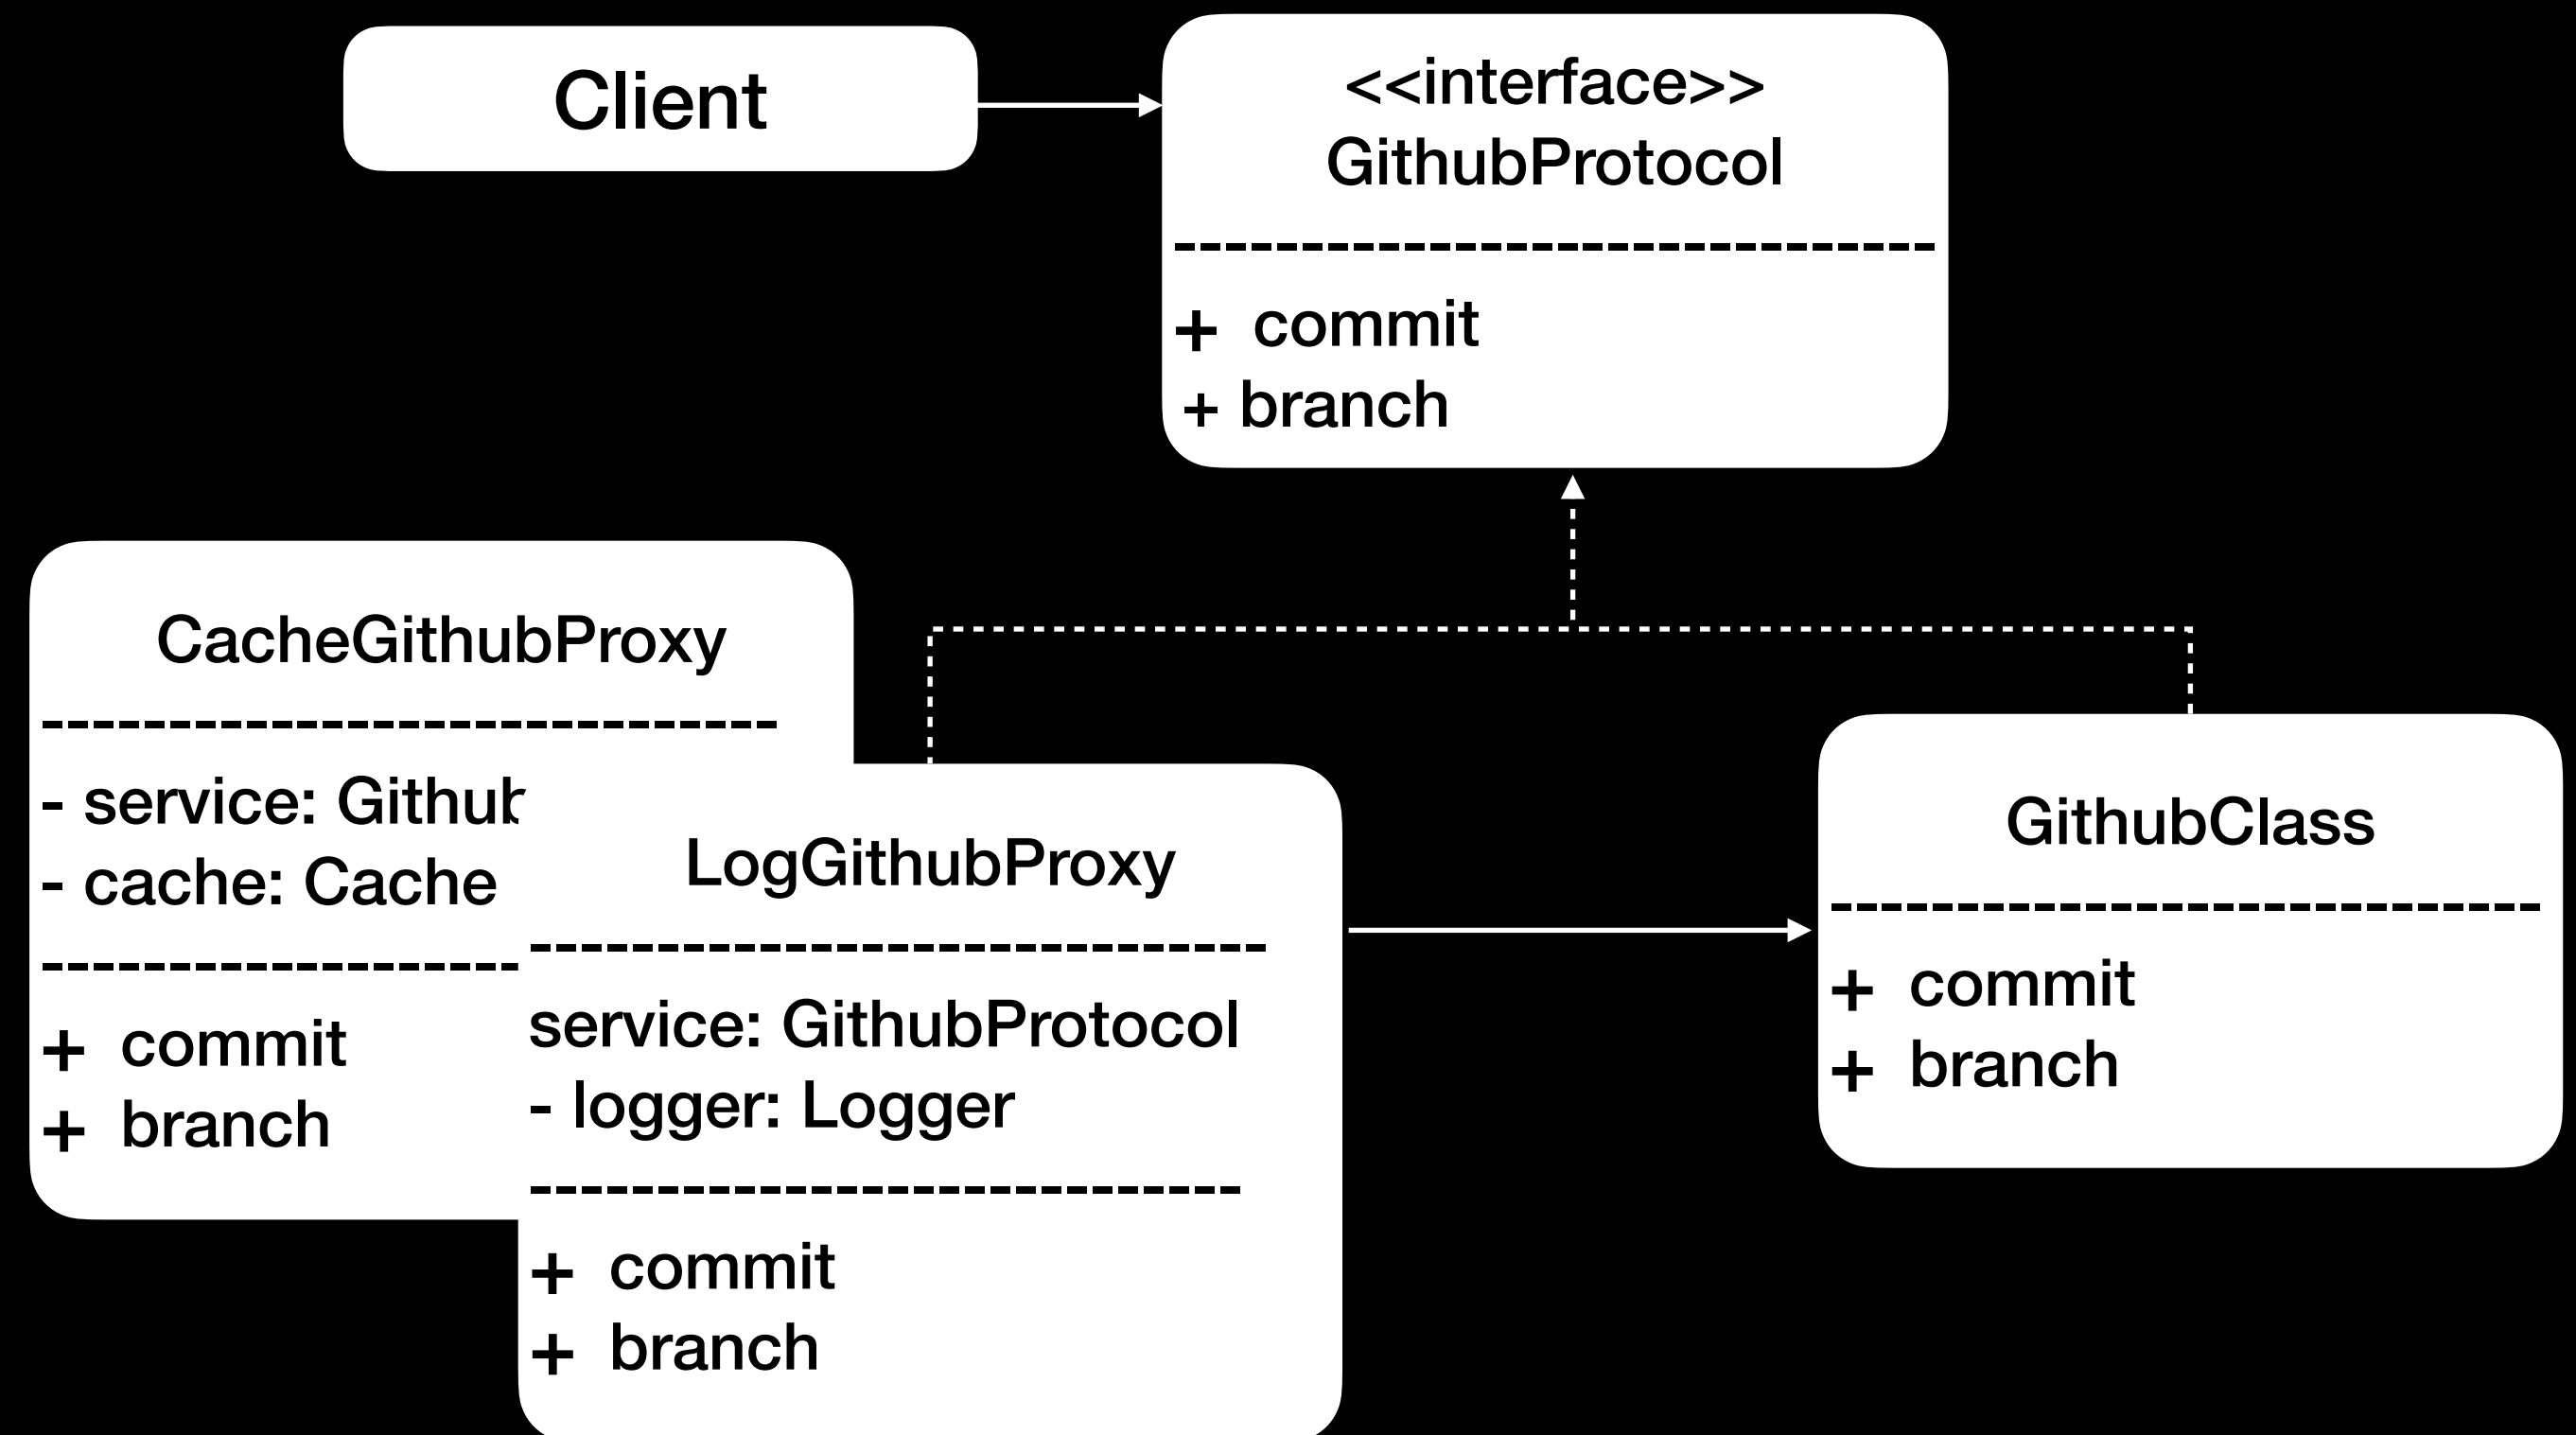 Client
<<interface>>
GithubProtocol
+ commit
+ branch
CacheGithubProxy
- service: Github
- cache: Cache
+ commit
+ branch
LogGithubProxy
service: GithubProtocol
- logger: Logger
+ commit
+ branch
GithubClass
+ commit
+ branch